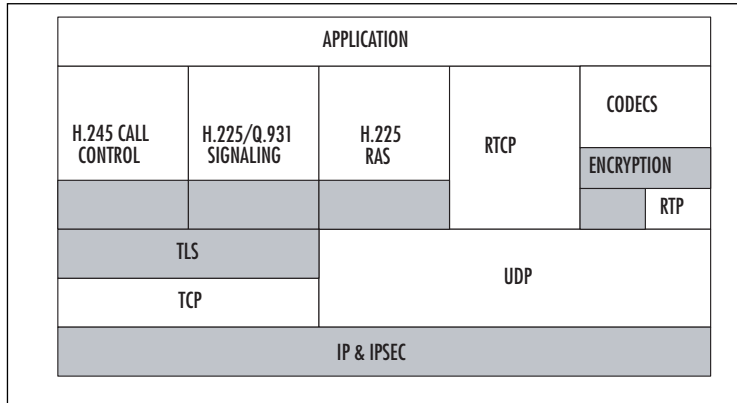 APPLICATION
H.245 CALL
CONTROL
H.225/Q.931
SIGNALING
H.225
RAS
RTCP
CODECS
ENCRYPTION
RTP
TLS
UDP
TCP
IP & IPSEC